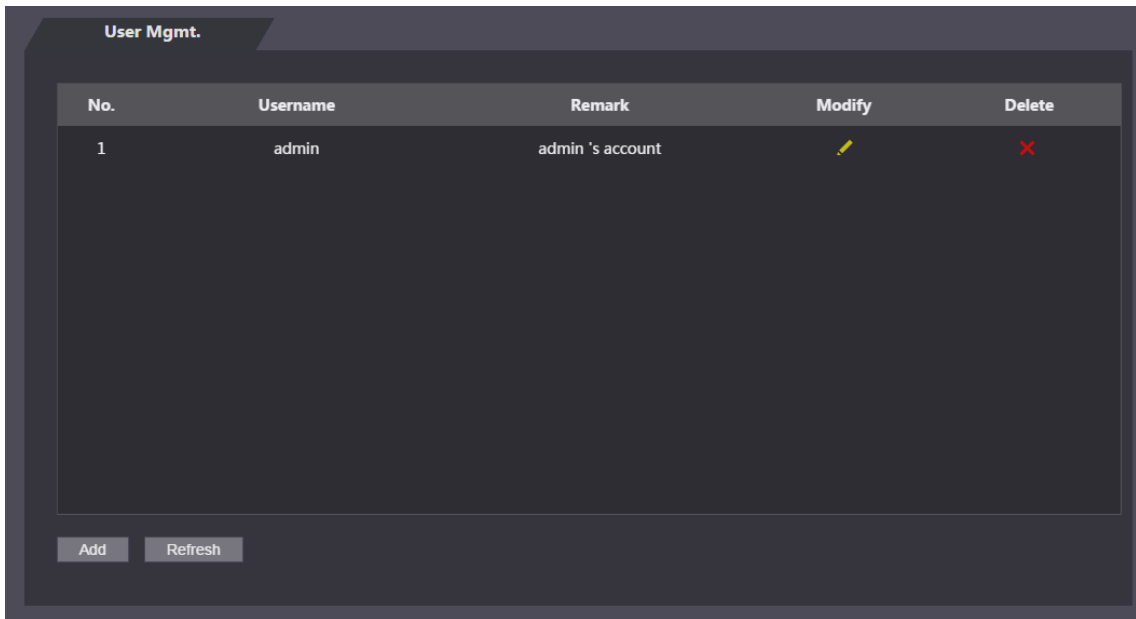 User Mgmt.
No. Username Remark Modify Delete
1 admin admin 's account
Add Refresh